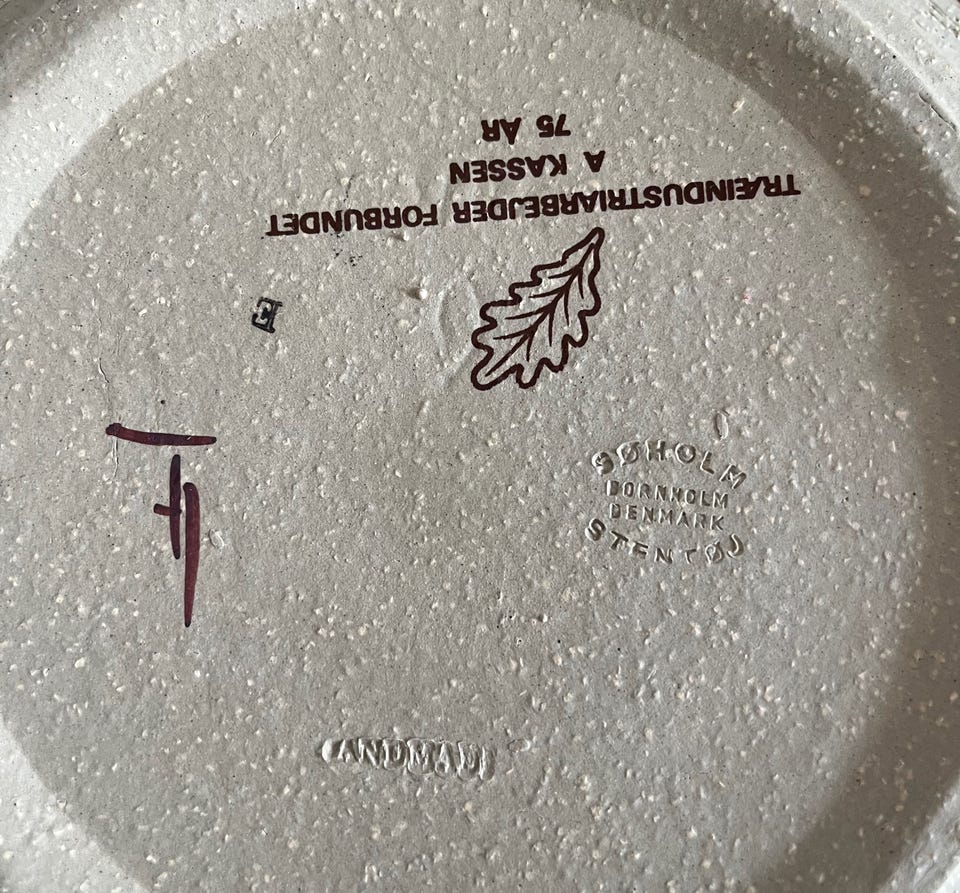 TRÆINDUSTRIARBEJDER FORBUNDET
A KASSEN
75 ÅR
E
SØHOLM
BORNHOLM
DENMARK
STENTØJ